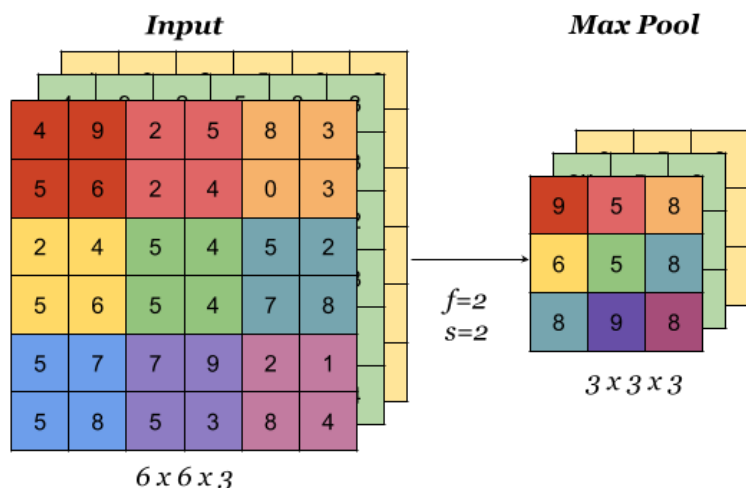 Input
Max Pool
4 9 2 5 8 3
5 6 2 4 0 3
2 4 5 4 5 2
5 6 5 4 7 8
5 7 7 9 2 1
5 8 5 3 8 4
6 x 6 x 3
f=2
s=2
9 5 8
6 5 8
8 9 8
3 x 3 x 3